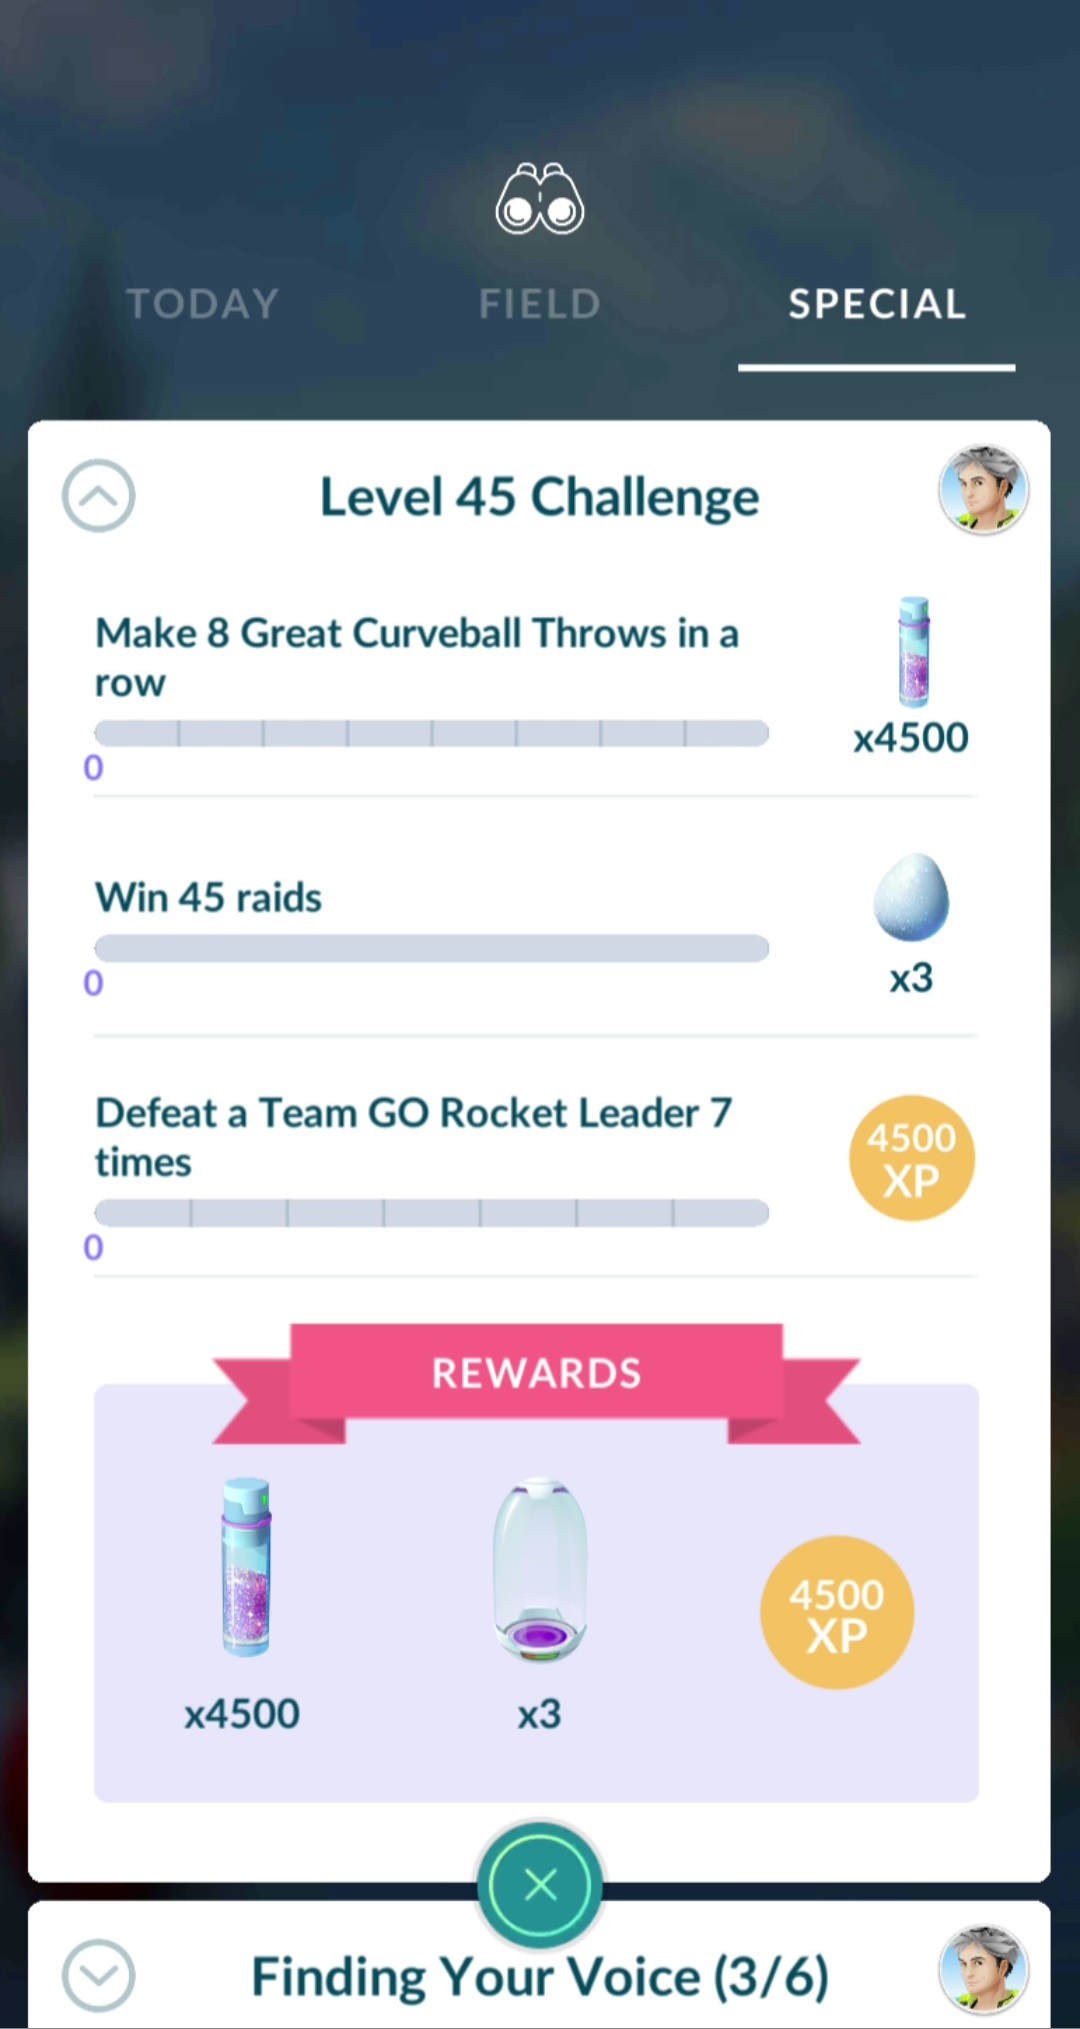 TODAY
FIELD
SPECIAL
Level 45 Challenge
Make 8 Great Curveball Throws in a
row
x4500
0
Win 45 raids
x3
0
Defeat a Team GO Rocket Leader 7
times
4500
XP
0
REWARDS
4500
XP
x4500
x3
Finding Your Voice (3/6)